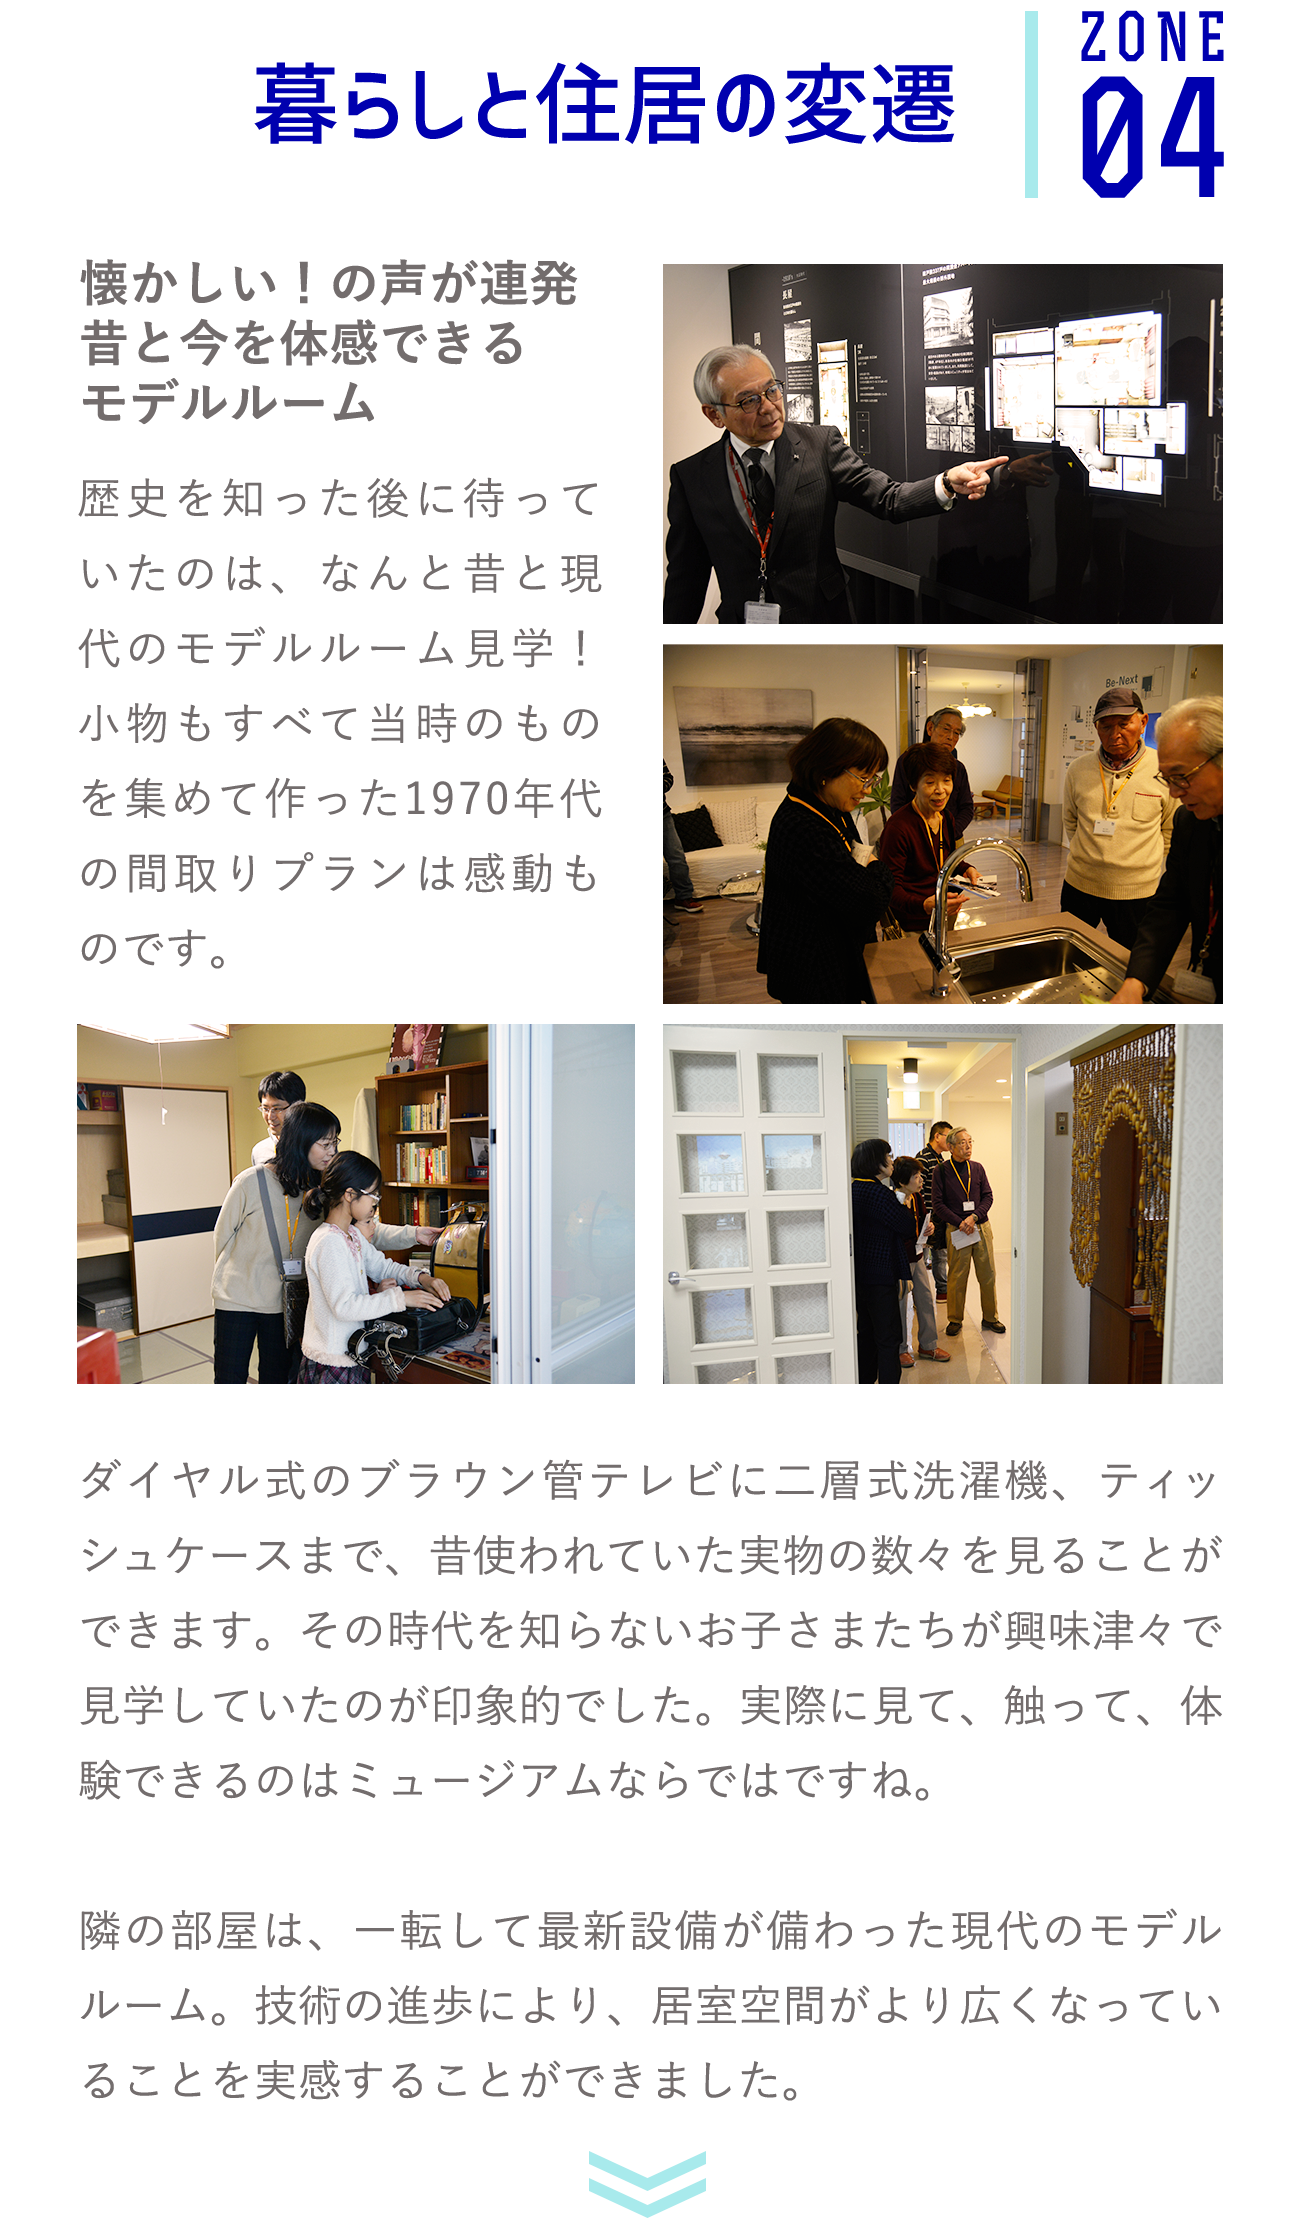 暮らしと住居の変遷
ZONE
04
懐かしい！の声が連発
昔と今を体感できる
モデルルーム
歴史を知った後に待って
いたのは、なんと昔と現
代のモデルルーム見学！
小物もすべて当時のもの
を集めて作った1970年代
の間取りプランは感動も
のです。
長屋
Be-Next
ダイヤル式のブラウン管テレビに二層式洗濯機、ティッ
シュケースまで、昔使われていた実物の数々を見ることが
できます。その時代を知らないお子さまたちが興味津々で
見学していたのが印象的でした。実際に見て、触って、体
験できるのはミュージアムならではですね。
隣の部屋は、一転して最新設備が備わった現代のモデル
ルーム。技術の進歩により、居室空間がより広くなってい
ることを実感することができました。